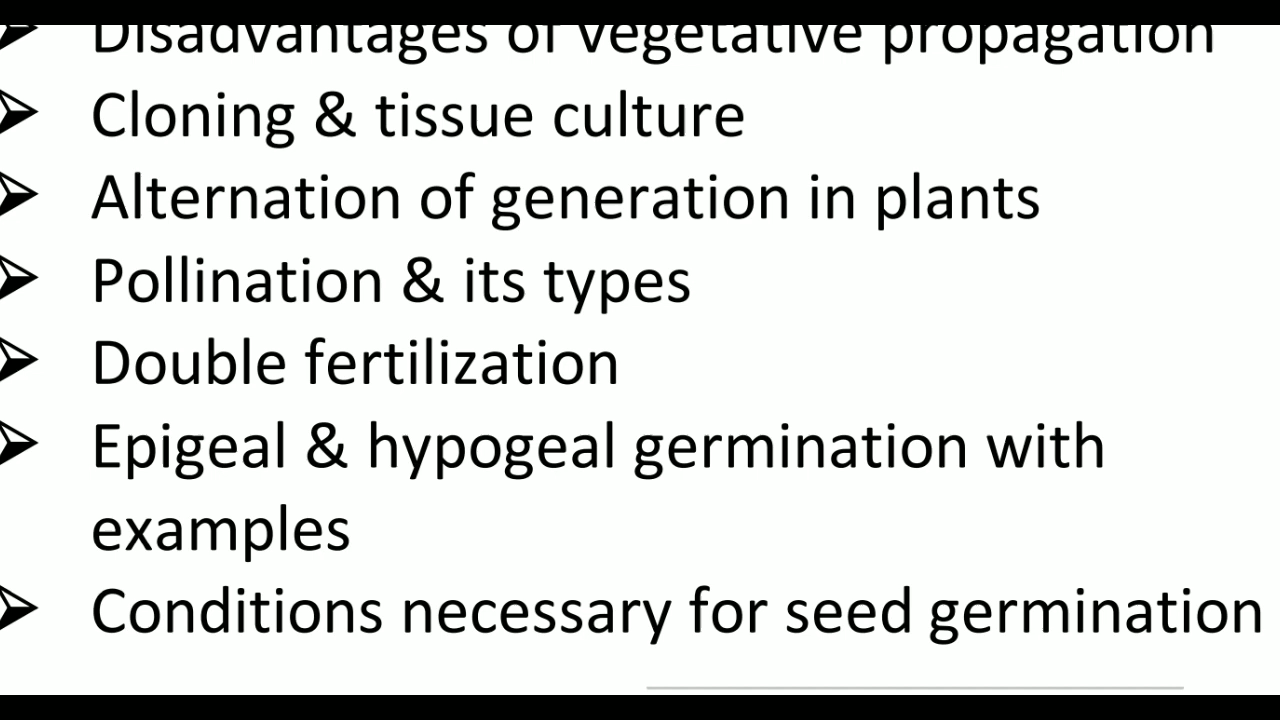 Disadvantages of vegetative propagation
Cloning & tissue culture
Alternation of generation in plants
Pollination & its types
Double fertilization
Epigeal & hypogeal germination with
examples
Conditions necessary for seed germination